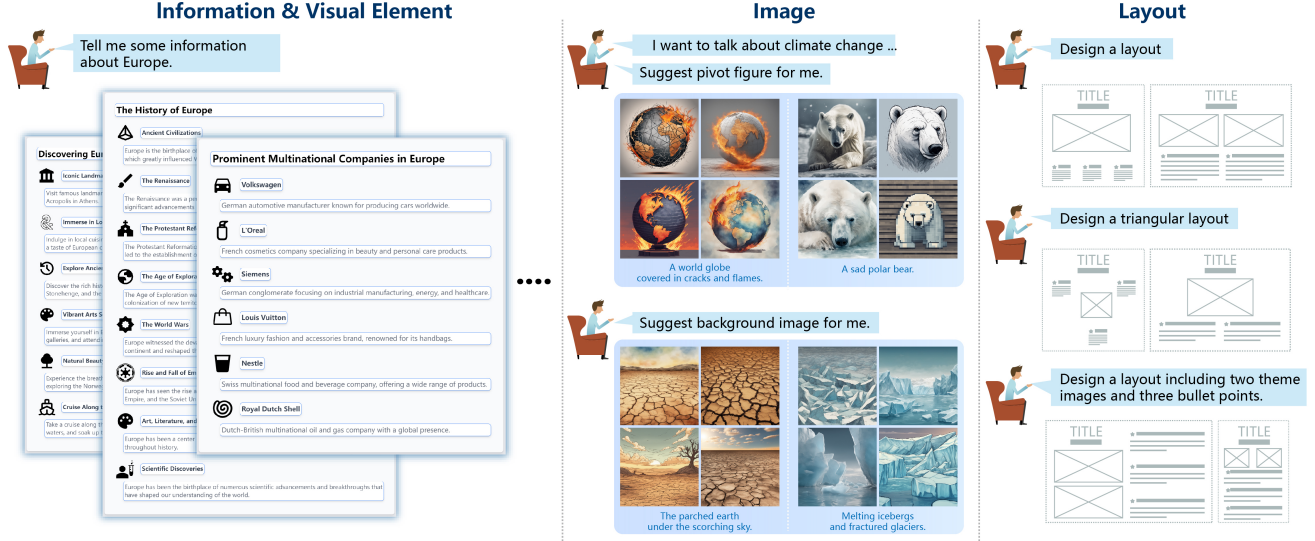 Information & Visual Element
Tell me some information
about Europe.
Discovering Eu
Iconic Landma
Visit famous landma
Acropolis in Athens.
Immerse in Lo
Indulge in local cuisi
a taste of European c
Explore Ancie
Discover the rich hist
Stonehenge, and the
Vibrant Arts S
Immerse yourself in E
galleries, and attend
Natural Beaut
Experience the breat
exploring the Norwe
Cruise Along t
Take a cruise along th
waters, and soak up
The History of Europe
Ancient Civilizations
Europe is the birthplace of
which greatly influenced W
The Renaissance
The Renaissance was a pe
significant advancements
The Protestant Ref
The Protestant Reformatio
led to the establishment o
The Age of Explora
The Age of Exploration wa
colonization of new territo
The World Wars
Europe witnessed the dev
continent and reshaped th
Rise and Fall of Em
Europe has seen the rise a
Empire, and the Soviet Un
Art, Literature, and
Europe has been a center
throughout history.
Scientific Discoveries
Europe has been the birthplace of numerous scientific advancements and breakthroughs that
have shaped our understanding of the world.
Prominent Multinational Companies in Europe
Volkswagen
German automotive manufacturer known for producing cars worldwide.
L'Oreal
French cosmetics company specializing in beauty and personal care products.
Siemens
German conglomerate focusing on industrial manufacturing, energy, and healthcare.
Louis Vuitton
French luxury fashion and accessories brand, renowned for its handbags.
Nestle
Swiss multinational food and beverage company, offering a wide range of products.
Royal Dutch Shell
Dutch-British multinational oil and gas company with a global presence.
Image
I want to talk about climate change ...
Suggest pivot figure for me.
A world globe
covered in cracks and flames.
A sad polar bear.
Suggest background image for me.
The parched earth
under the scorching sky.
Melting icebergs
and fractured glaciers.
Layout
Design a layout
TITLE
TITLE
Design a triangular layout
TITLE
TITLE
Design a layout including two theme
images and three bullet points.
TITLE
TITLE